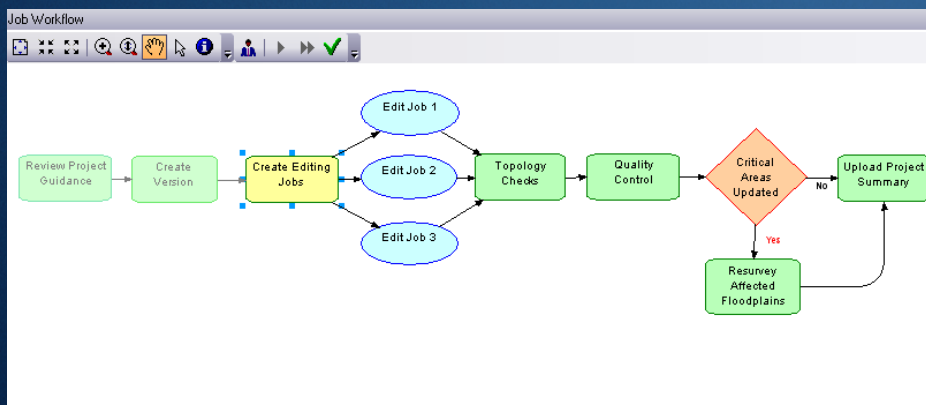 Job Workflow
Review Project
Guidance
Create
Version
Create Editing
Jobs
Edit Job 1
Edit Job 2
Edit Job 3
Topology
Checks
Quality
Control
Critical
Areas
Updated
No
Yes
Upload Project
Summary
Resurvey
Affected
Floodplains